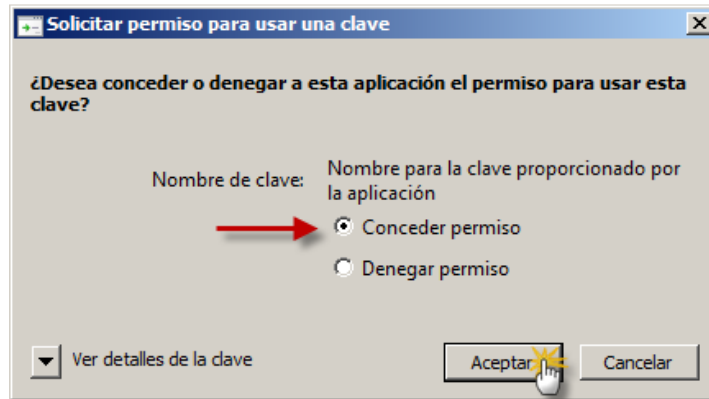 Solicitar permiso para usar una clave
¿Desea conceder o denegar a esta aplicación el permiso para usar esta
clave?
Nombre de clave:
Nombre para la clave proporcionado por
la aplicación
Conceder permiso
Denegar permiso
Ver detalles de la clave
Aceptar
Cancelar